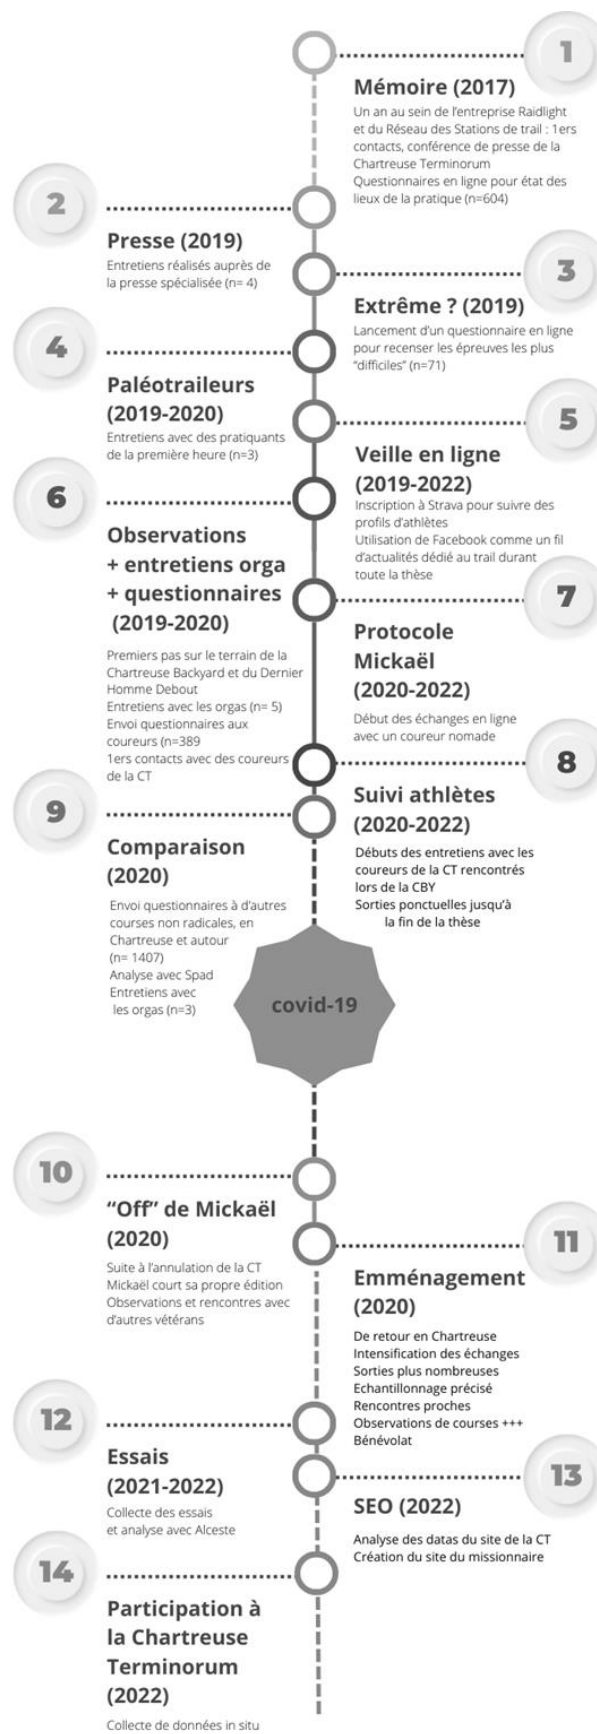 1
Mémoire (2017)
Un an au sein de l'entreprise Raidlight
et du Réseau des Stations de trail : 1ers
contacts, conférence de presse de la
Chartreuse Terminorum
Questionnaires en ligne pour état des
lieux de la pratique (n=604)
2
Presse (2019)
Entretiens réalisés auprès de
la presse spécialisée (n= 4)
3
Extrême ? (2019)
Lancement d'un questionnaire en ligne
pour recenser les épreuves les plus
"difficiles" (n=71)
4
Paléotraileurs
(2019-2020)
Entretiens avec des pratiquants
de la première heure (n=3)
5
Veille en ligne
(2019-2022)
Inscription à Strava pour suivre des
profils d'athlètes
Utilisation de Facebook comme un fil
d'actualités dédié au trail durant
toute la thèse
6
Observations
+ entretiens orga
+ questionnaires
(2019-2020)
Premiers pas sur le terrain de la
Chartreuse Backyard et du Dernier
Homme Debout
Entretiens avec les orgas (n= 5)
Envoi questionnaires aux
coureurs (n=389
1ers contacts avec des coureurs
de la CT
7
Protocole
Mickaël
(2020-2022)
Début des échanges en ligne
avec un coureur nomade
8
Suivi athlètes
(2020-2022)
Débuts des entretiens avec les
coureurs de la CT rencontrés
lors de la CBY
Sorties ponctuelles jusqu'à
la fin de la thèse
9
Comparaison
(2020)
Envoi questionnaires à d'autres
courses non radicales, en
Chartreuse et autour
(n= 1407)
Analyse avec Spad
Entretiens avec
les orgas (n=3)
covid-19
10
"Off" de Mickaël
(2020)
Suite à l'annulation de la CT
Mickaël court sa propre édition
Observations et rencontres avec
d'autres vétérans
11
Emménagement
(2020)
De retour en Chartreuse
Intensification des échanges
Sorties plus nombreuses
Echantillonnage précisé
Rencontres proches
Observations de courses +++
Bénévolat
12
Essais
(2021-2022)
Collecte des essais
et analyse avec Alceste
13
SEO (2022)
Analyse des datas du site de la CT
Création du site du missionnaire
14
Participation à
la Chartreuse
Terminorum
(2022)
Collecte de données in situ